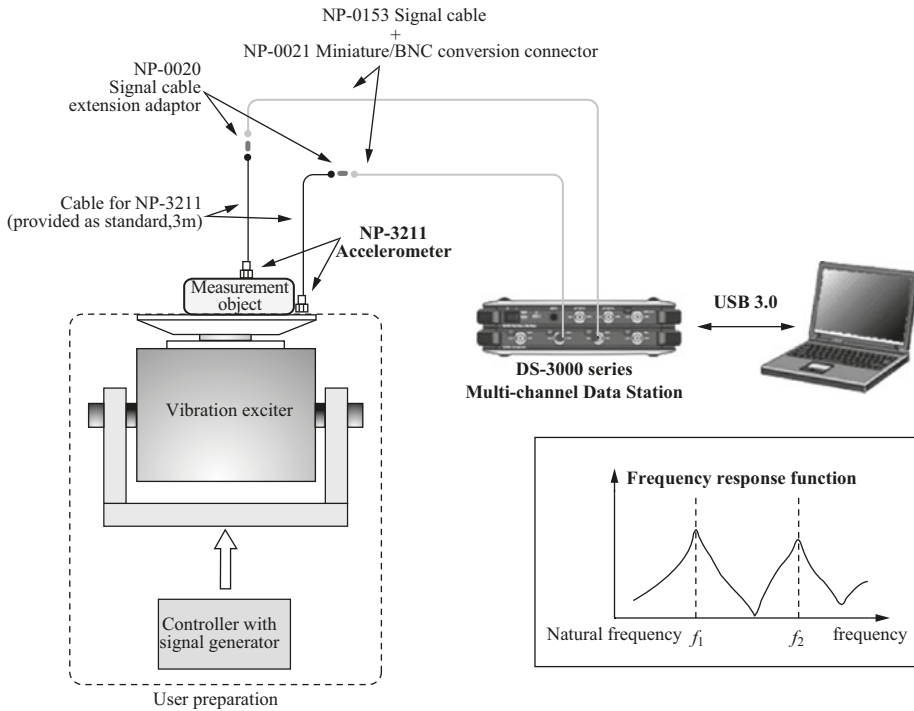 NP-0153 Signal cable
+
NP-0021 Miniature/BNC conversion connector
NP-0020
Signal cable
extension adaptor
Cable for NP-3211
(provided as standard,3m)
NP-3211
Accelerometer
Measurement
object
Vibration exciter
Controller with
signal generator
User preparation
USB 3.0
DS-3000 series
Multi-channel Data Station
Frequency response function
Natural frequency f1 f2 frequency